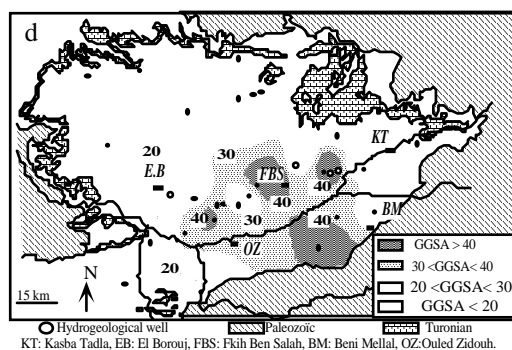 d
KT
20
30
E.B
FBS
40
40
BM
40
30
40
OZ
20
N
15 km
GGSA > 40
30 <GGSA< 40
20 <GGSA< 30
GGSA < 20
Hydrogeological well Paleozoïc Turonian
KT: Kasba Tadla, EB: El Borouj, FBS: Fkih Ben Salah, BM: Beni Mellal, OZ:Ouled Zidouh.